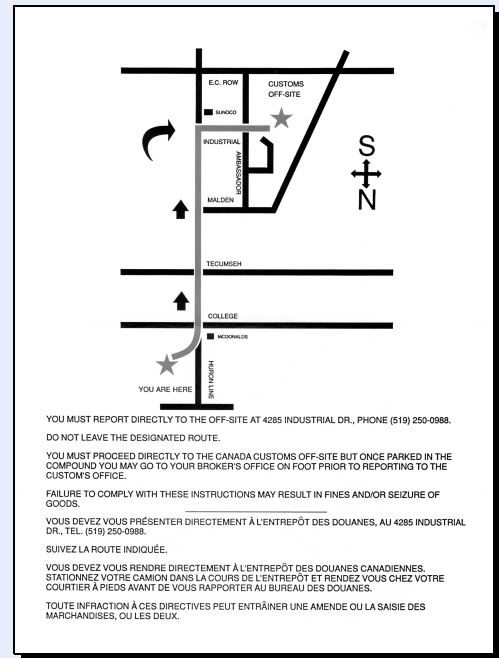 E.C. ROW
CUSTOMS
OFF-SITE
SUNOCO
INDUSTRIAL
AMBASSADOR
MALDEN
S
N
TECUMSEH
COLLEGE
MCDONALDS
HURON LINE
YOU ARE HERE
YOU MUST REPORT DIRECTLY TO THE OFF-SITE AT 4285 INDUSTRIAL DR., PHONE (519) 250-0988.
DO NOT LEAVE THE DESIGNATED ROUTE.
YOU MUST PROCEED DIRECTLY TO THE CANADA CUSTOMS OFF-SITE BUT ONCE PARKED IN THE
COMPOUND YOU MAY GO TO YOUR BROKER'S OFFICE ON FOOT PRIOR TO REPORTING TO THE
CUSTOM'S OFFICE.
FAILURE TO COMPLY WITH THESE INSTRUCTIONS MAY RESULT IN FINES AND/OR SEIZURE OF
GOODS.
VOUS DEVEZ VOUS PRÉSENTER DIRECTEMENT À L'ENTREPÔT DES DOUANES, AU 4285 INDUSTRIAL
DR., TEL. (519) 250-0988.
SUIVEZ LA ROUTE INDIQUÉE.
VOUS DEVEZ VOUS RENDRE DIRECTEMENT À L'ENTREPÔT DES DOUANES CANADIENNES.
STATIONNEZ VOTRE CAMION DANS LA COURS DE L'ENTREPÔT ET RENDEZ VOUS CHEZ VOTRE
COURTIER À PIEDS AVANT DE VOUS RAPPORTER AU BUREAU DES DOUANES.
TOUTE INFRACTION À CES DIRECTIVES PEUT ENTRAÎNER UNE AMENDE OU LA SAISIE DES
MARCHANDISES, OU LES DEUX.